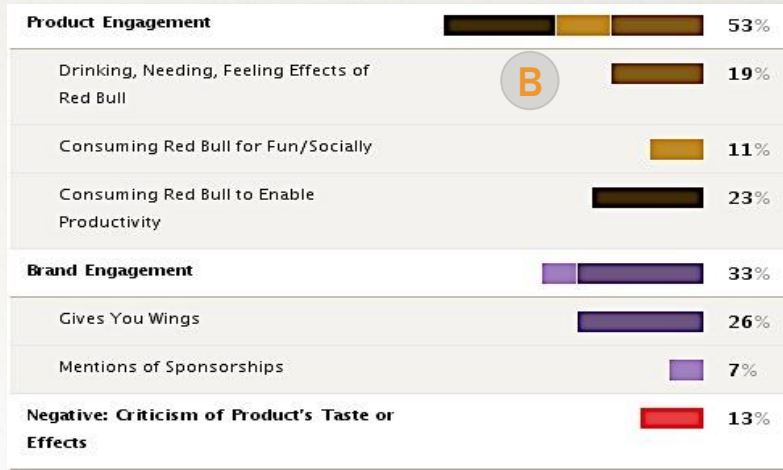 Product Engagement 53%
Drinking, Needing, Feeling Effects of
Red Bull 19%
B
Consuming Red Bull for Fun/Socially 11%
Consuming Red Bull to Enable
Productivity 23%
Brand Engagement 33%
Gives You Wings 26%
Mentions of Sponsorships 7%
Negative: Criticism of Product's Taste or
Effects 13%